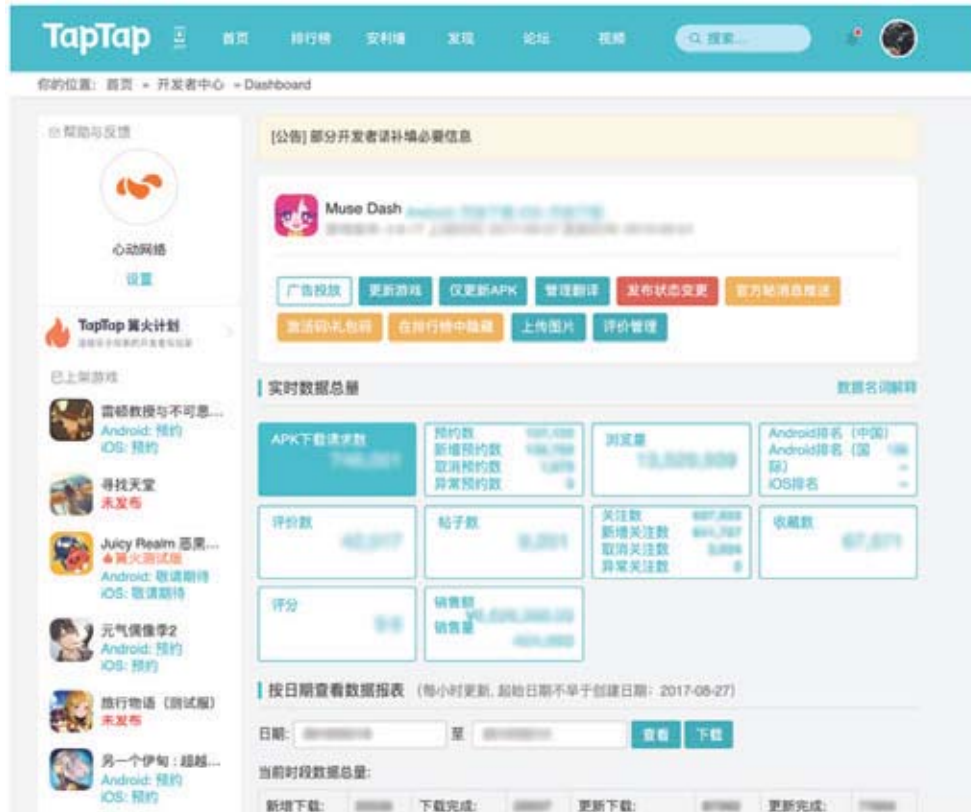 TapTap
首页 排行榜 安利墙 发现 论坛 视频 搜索...
你的位置: 首页 » 开发者中心 » Dashboard
帮助与反馈
心动网络
设置
TapTap 篝火计划
已上架游戏
雷顿教授与不可思...
Android: 预约
iOS: 预约
寻找天堂
未发布
Juicy Realm 恶果...
篝火测试版
Android: 敬请期待
iOS: 敬请期待
元气偶像季2
Android: 预约
iOS: 预约
旅行物语（测试服）
未发布
另一个伊甸 : 超越...
Android: 预约
iOS: 预约
[公告] 部分开发者请补填必要信息
Muse Dash
广告投放 更新游戏 仅更新APK 管理翻译 发布状态变更 官方帖消息推送
激活码\礼包码 在排行榜中隐藏 上传图片 评价管理
实时数据总量 数据名词解释
APK下载请求数
预约数
新增预约数
取消预约数
异常预约数
浏览量
Android排名（中国）
Android排名（国际）
iOS排名
评价数
帖子数
关注数
新增关注数
取消关注数
异常关注数
收藏数
评分
销售额
销售量
按日期查看数据报表 (每小时更新, 起始日期不早于创建日期: 2017-08-27)
日期: 至 查看 下载
当前时段数据总量:
新增下载: 下载完成: 更新下载: 更新完成: